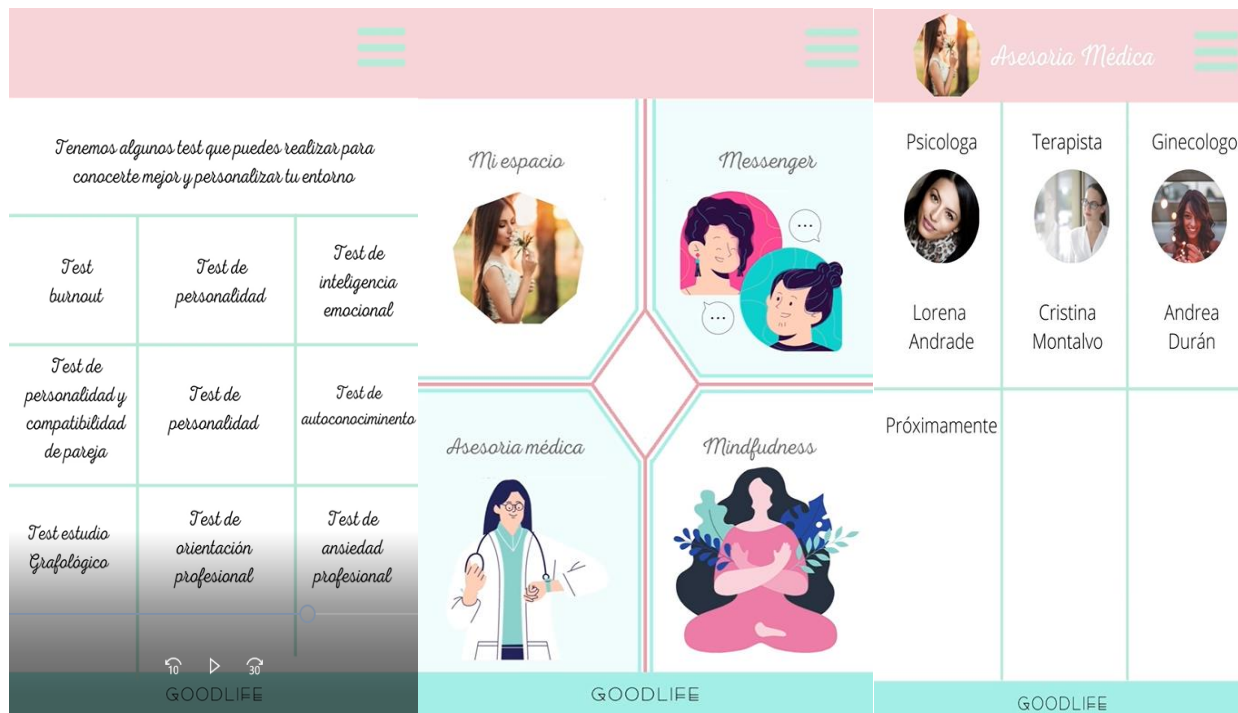 Tenemos algunos test que puedes realizar para
conocerte mejor y personalizar tu entorno
Test
burnout
Test de
personalidad
Test de
inteligencia
emocional
Test de
personalidad y
compatibilidad
de pareja
Test de
personalidad
Test de
autoconociminento
Test estudio
Grafológico
Test de
orientación
profesional
Test de
ansiedad
profesional
10
30
GOODLIFE
Mi espacio
Messenger
Asesoria médica
Mindfudness
GOODLIFE
Asesoria Médica
Psicologa
Terapista
Ginecologo
Lorena
Andrade
Cristina
Montalvo
Andrea
Durán
Próximamente
GOODLIFE